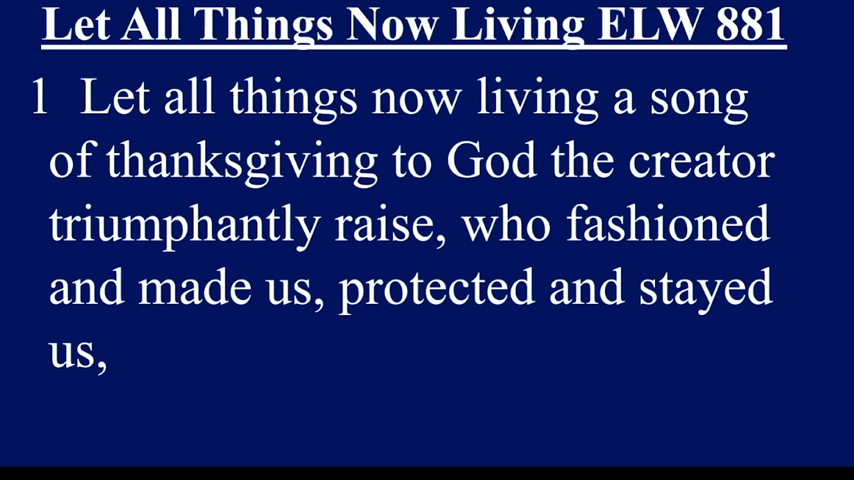 Let All Things Now Living ELW 881
1 Let all things now living a song
of thanksgiving to God the creator
triumphantly raise, who fashioned
and made us, protected and stayed
us,